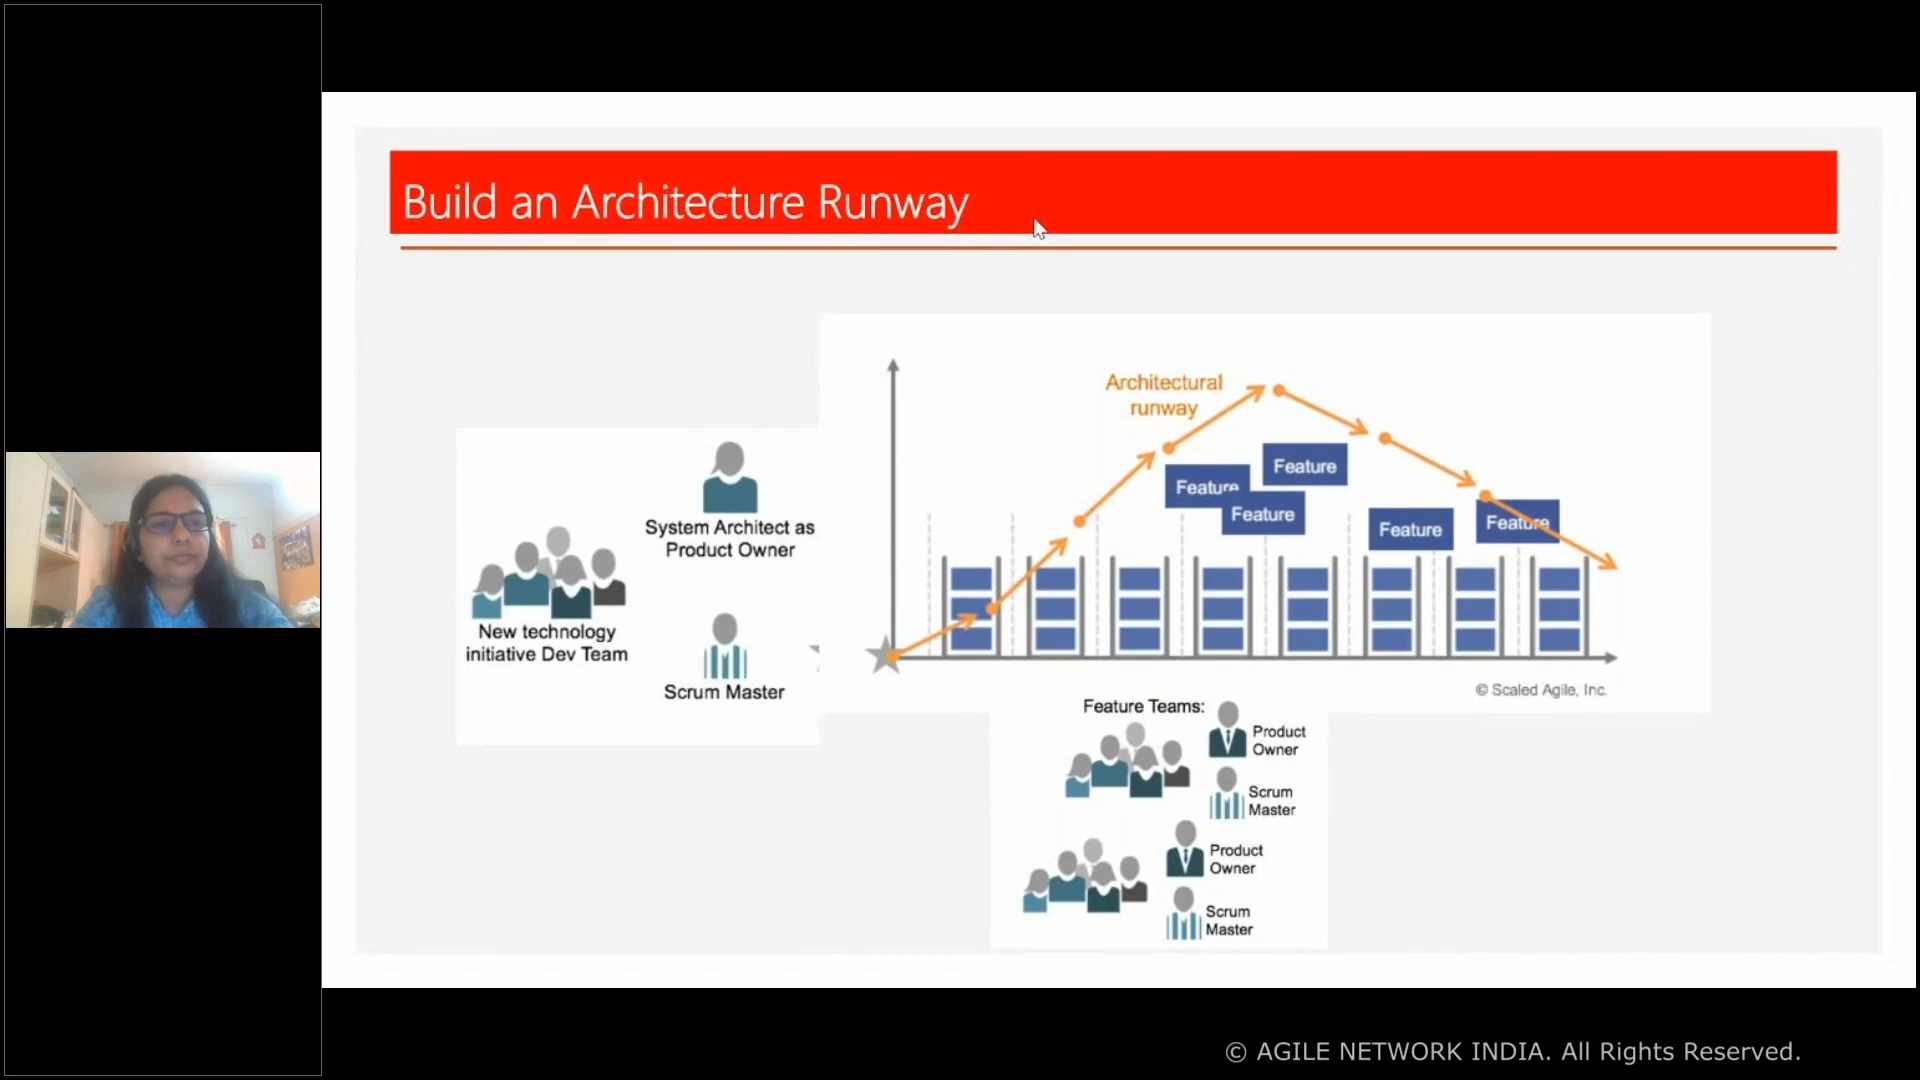 Build an Architecture Runway
Architectural
runway
Feature
Feature
Feature
Feature
Feature
System Architect as
Product Owner
New technology
initiative Dev Team
Scrum Master
© Scaled Agile, Inc.
Feature Teams:
Product
Owner
Scrum
Master
Product
Owner
Scrum
Master
© AGILE NETWORK INDIA. All Rights Reserved.